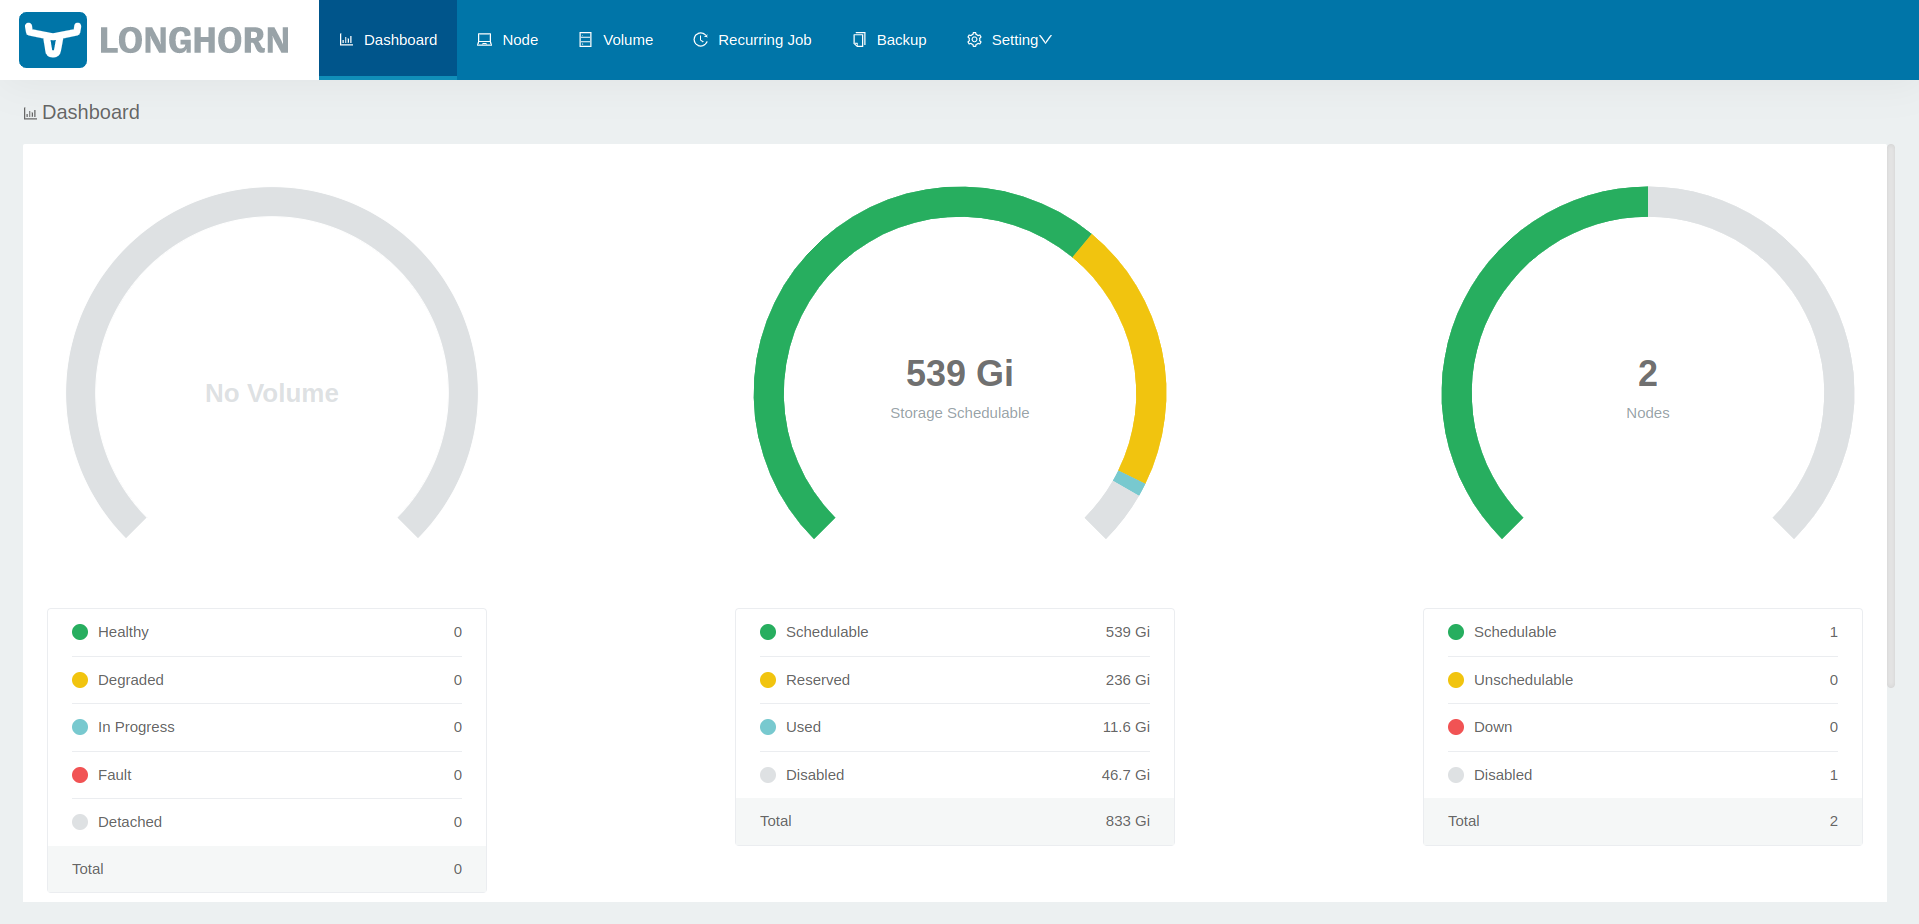 LONGHORN
Dashboard Node Volume Recurring Job Backup Setting
Dashboard
No Volume
Healthy 0
Degraded 0
In Progress 0
Fault 0
Detached 0
Total 0
539 Gi
Storage Schedulable
Schedulable 539 Gi
Reserved 236 Gi
Used 11.6 Gi
Disabled 46.7 Gi
Total 833 Gi
2
Nodes
Schedulable 1
Unschedulable 0
Down 0
Disabled 1
Total 2